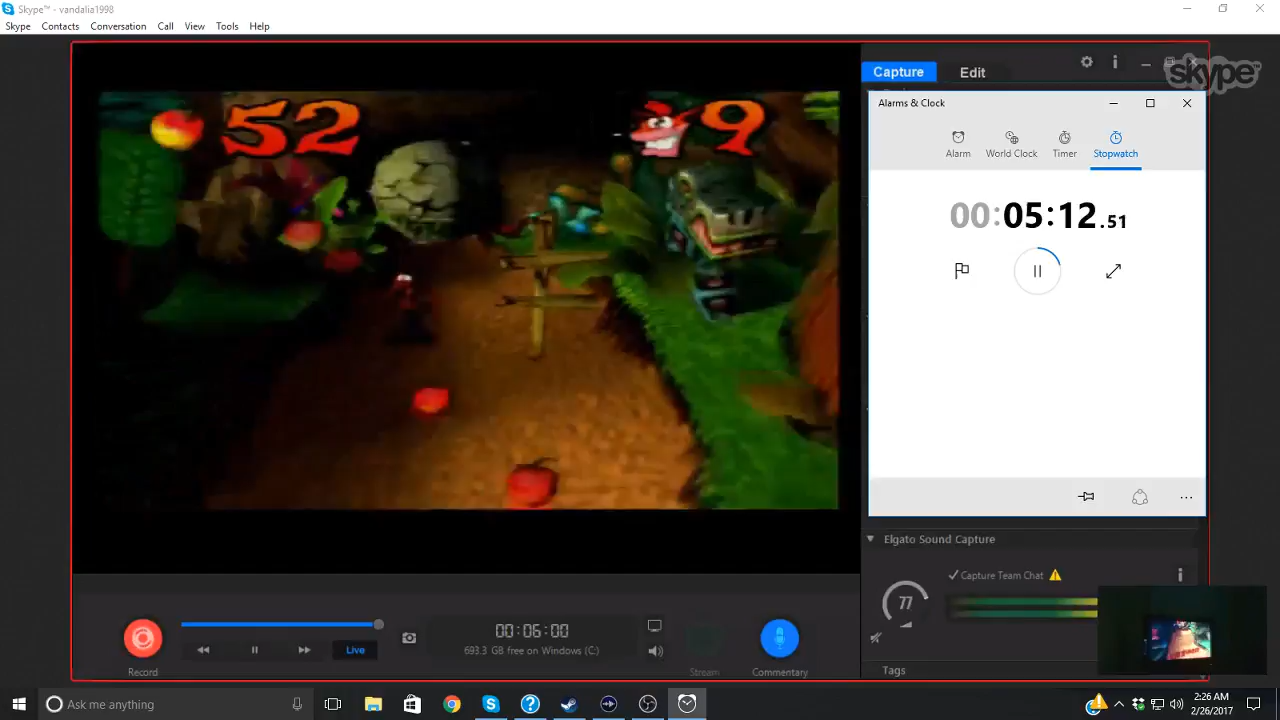 Skype™ - vandalia1998
Skype Contacts Conversation Call View Tools Help
Capture Edit
skype
Alarms & Clock
Alarm World Clock Timer Stopwatch
00:05:12.51
52 9
Elgato Sound Capture
Capture Team Chat
77
00:06:00
693.3 GB free on Windows (C:)
Live
Record Stream Commentary
Tags
Ask me anything
2:26 AM
2/26/2017